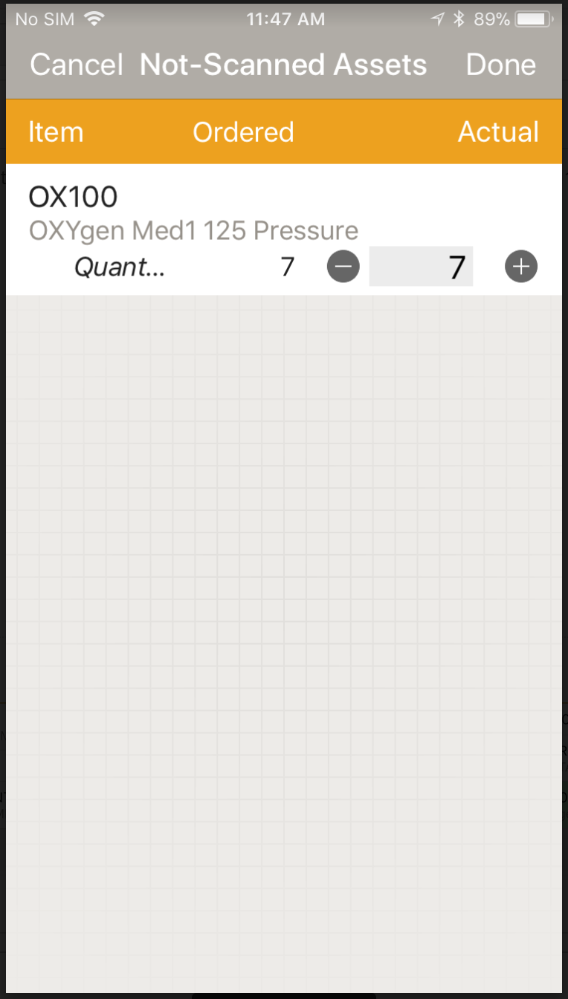 No SIM 11:47 AM 89%
Cancel Not-Scanned Assets Done
Item Ordered Actual
OX100
OXYgen Med1 125 Pressure
Quant... 7 7